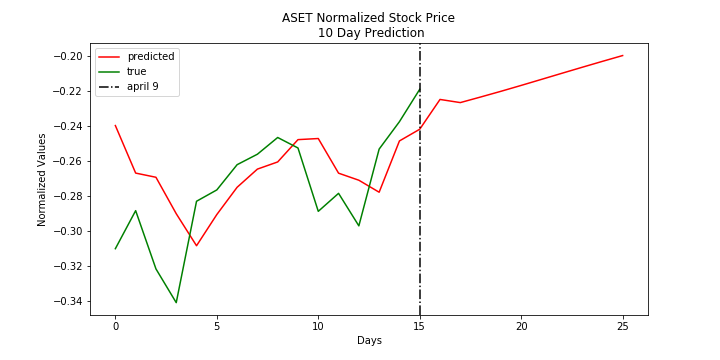 ASET Normalized Stock Price
10 Day Prediction
predicted
true
april 9
Normalized Values
−0.20
−0.22
−0.24
−0.26
−0.28
−0.30
−0.32
−0.34
0 5 10 15 20 25
Days